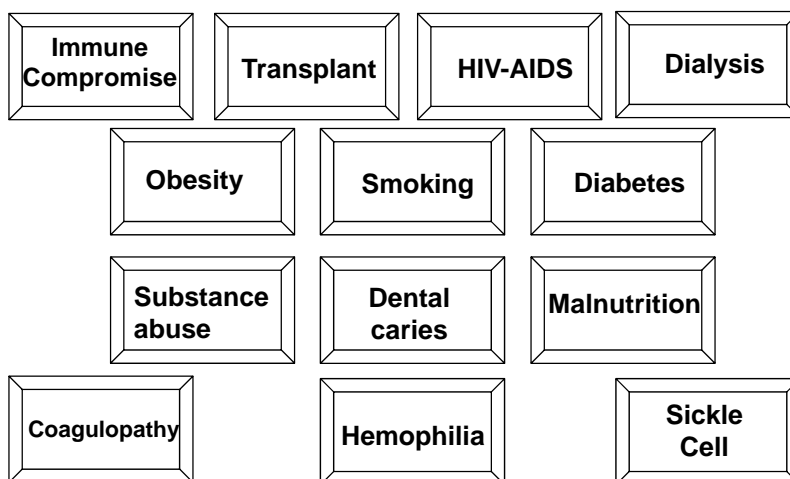 Immune
Compromise
Transplant
HIV-AIDS
Dialysis
Obesity
Smoking
Diabetes
Substance
abuse
Dental
caries
Malnutrition
Coagulopathy
Hemophilia
Sickle
Cell